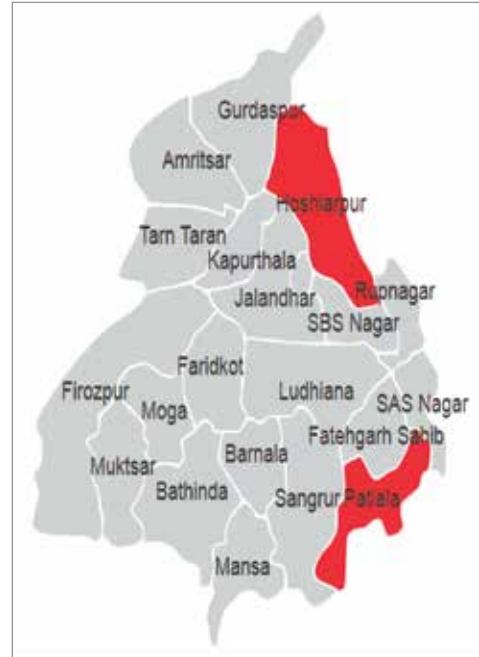 Gurdaspur
Amritsar
Hoshiarpur
Tarn Taran
Kapurthala
Rupnagar
Jalandhar
SBS Nagar
Faridkot
Firozpur
Ludhiana
SAS Nagar
Moga
Fatehgarh Sahib
Muktsar
Barnala
Bathinda
Sangrur
Patiala
Mansa